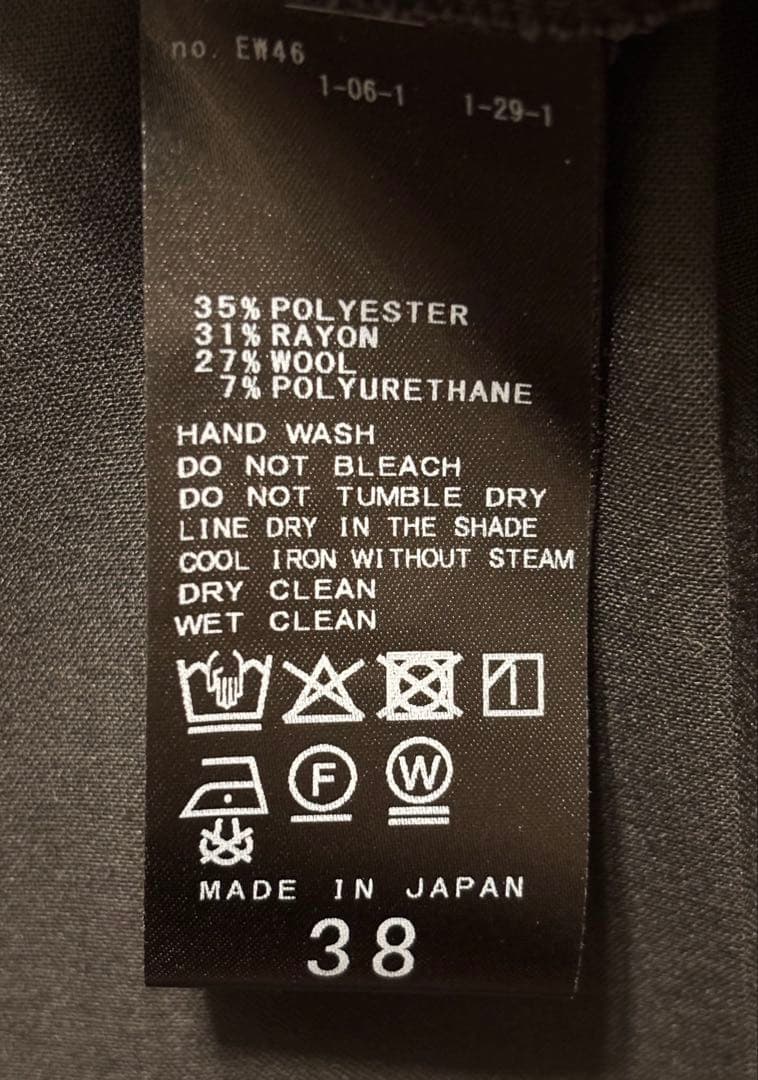 no. EW46
1-06-1 1-29-1
35% POLYESTER
31% RAYON
27% WOOL
7% POLYURETHANE
HAND WASH
DO NOT BLEACH
DO NOT TUMBLE DRY
LINE DRY IN THE SHADE
COOL IRON WITHOUT STEAM
DRY CLEAN
WET CLEAN
F W
MADE IN JAPAN
38